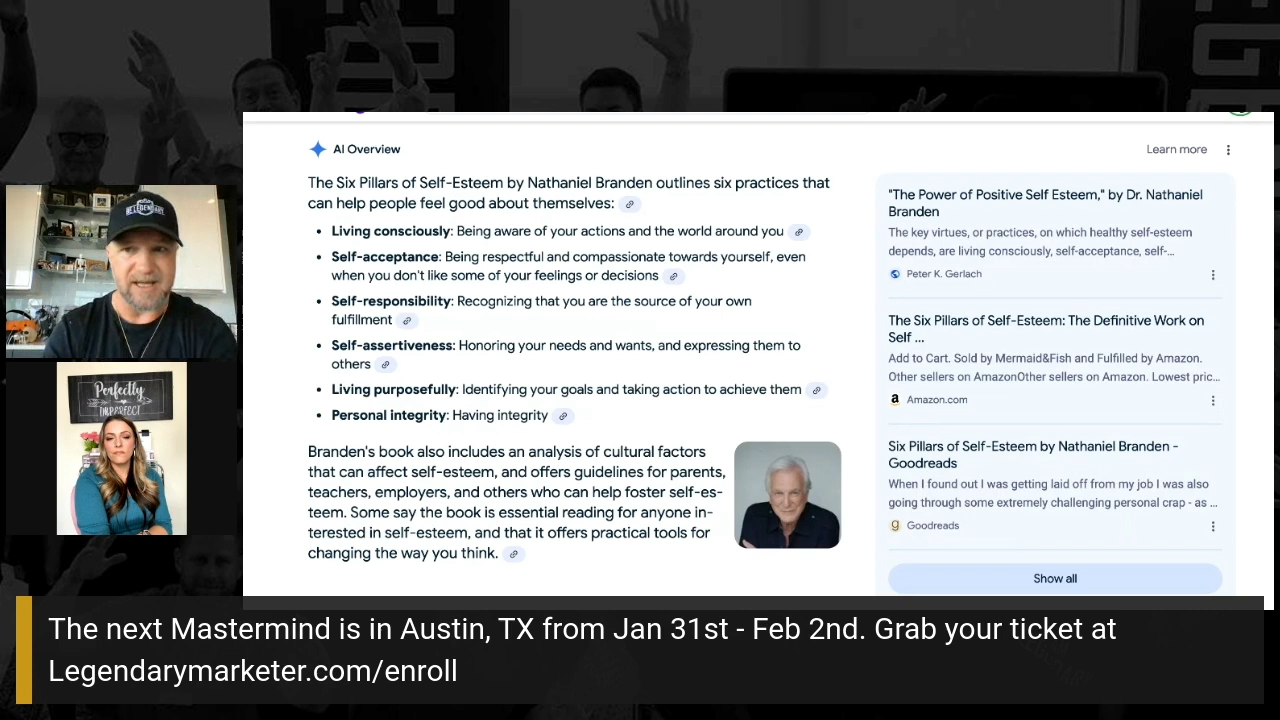 AI Overview
Learn more
The Six Pillars of Self-Esteem by Nathaniel Branden outlines six practices that
can help people feel good about themselves:
• Living consciously: Being aware of your actions and the world around you
• Self-acceptance: Being respectful and compassionate towards yourself, even
when you don't like some of your feelings or decisions
• Self-responsibility: Recognizing that you are the source of your own
fulfillment
• Self-assertiveness: Honoring your needs and wants, and expressing them to
others
• Living purposefully: Identifying your goals and taking action to achieve them
• Personal integrity: Having integrity
Branden's book also includes an analysis of cultural factors
that can affect self-esteem, and offers guidelines for parents,
teachers, employers, and others who can help foster self-es-
teem. Some say the book is essential reading for anyone in-
terested in self-esteem, and that it offers practical tools for
changing the way you think.
"The Power of Positive Self Esteem," by Dr. Nathaniel
Branden
The key virtues, or practices, on which healthy self-esteem
depends, are living consciously, self-acceptance, self-...
Peter K. Gerlach
The Six Pillars of Self-Esteem: The Definitive Work on
Self ...
Add to Cart. Sold by Mermaid&Fish and Fulfilled by Amazon.
Other sellers on AmazonOther sellers on Amazon. Lowest pric...
Amazon.com
Six Pillars of Self-Esteem by Nathaniel Branden -
Goodreads
When I found out I was getting laid off from my job I was also
going through some extremely challenging personal crap - as ...
Goodreads
Show all
BE LEGENDARY
Perfectly
IMPERFECT
The next Mastermind is in Austin, TX from Jan 31st - Feb 2nd. Grab your ticket at
Legendarymarketer.com/enroll